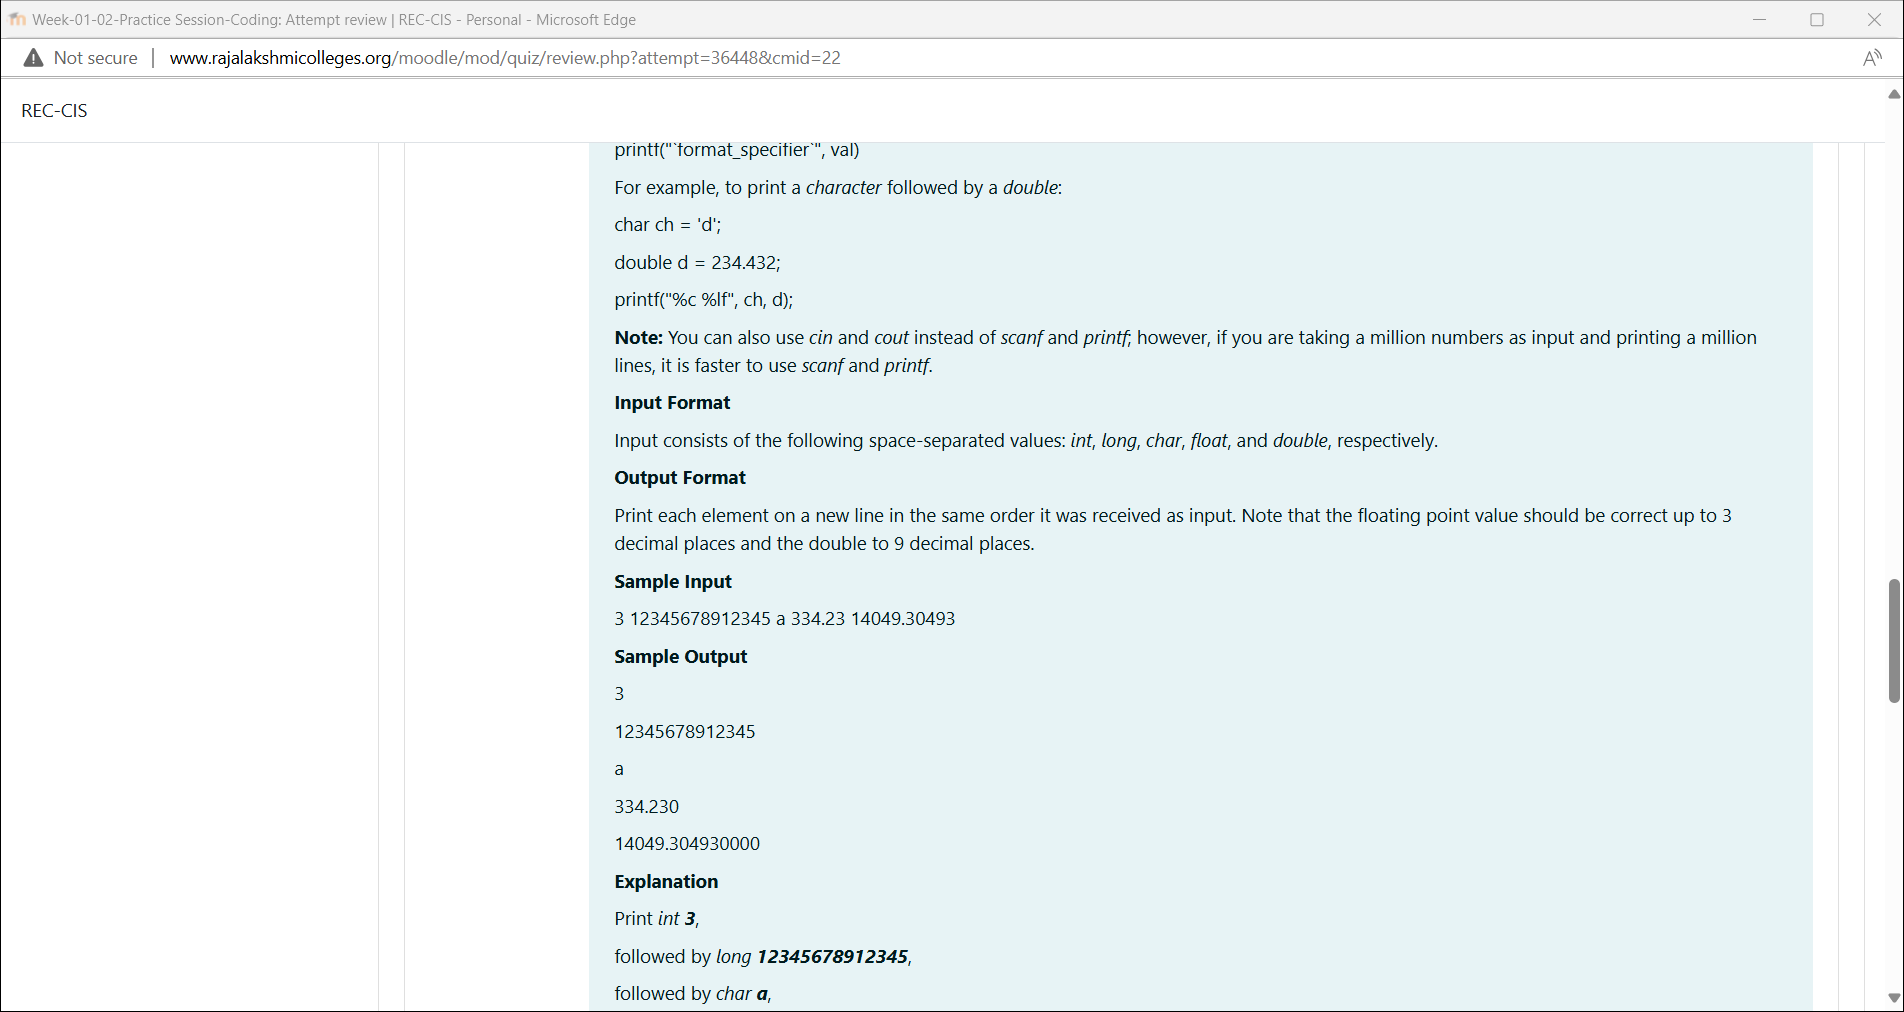 Week-01-02-Practice Session-Coding: Attempt review | REC-CIS - Personal - Microsoft Edge
Not secure | www.rajalakshmicolleges.org/moodle/mod/quiz/review.php?attempt=36448&cmid=22
REC-CIS
printf("`format_specifier`", val)
For example, to print a character followed by a double:
char ch = 'd';
double d = 234.432;
printf("%c %lf", ch, d);
Note: You can also use cin and cout instead of scanf and printf; however, if you are taking a million numbers as input and printing a million
lines, it is faster to use scanf and printf.
Input Format
Input consists of the following space-separated values: int, long, char, float, and double, respectively.
Output Format
Print each element on a new line in the same order it was received as input. Note that the floating point value should be correct up to 3
decimal places and the double to 9 decimal places.
Sample Input
3 12345678912345 a 334.23 14049.30493
Sample Output
3
12345678912345
a
334.230
14049.304930000
Explanation
Print int 3,
followed by long 12345678912345,
followed by char a,